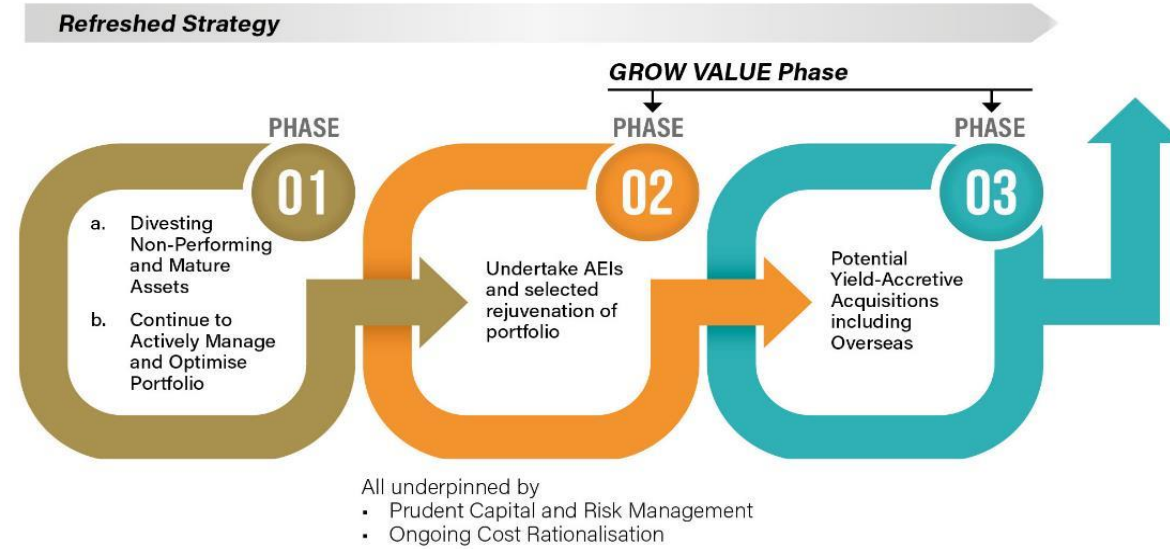 Refreshed Strategy
GROW VALUE Phase
PHASE
01
a. Divesting
Non-Performing
and Mature
Assets
b. Continue to
Actively Manage
and Optimise
Portfolio
PHASE
02
Undertake AEIs
and selected
rejuvenation of
portfolio
PHASE
03
Potential
Yield-Accretive
Acquisitions
including
Overseas
All underpinned by
▪ Prudent Capital and Risk Management
▪ Ongoing Cost Rationalisation